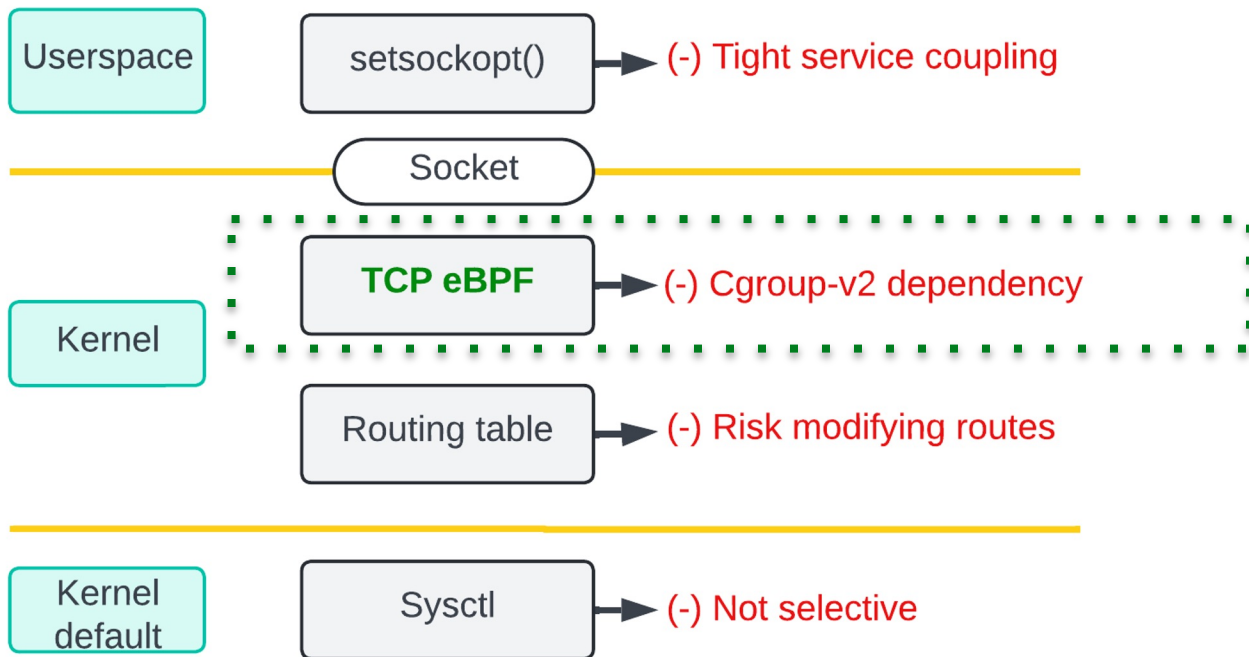 Userspace
setsockopt()
(-) Tight service coupling
Socket
TCP eBPF
(-) Cgroup-v2 dependency
Kernel
Routing table
(-) Risk modifying routes
Kernel
default
Sysctl
(-) Not selective